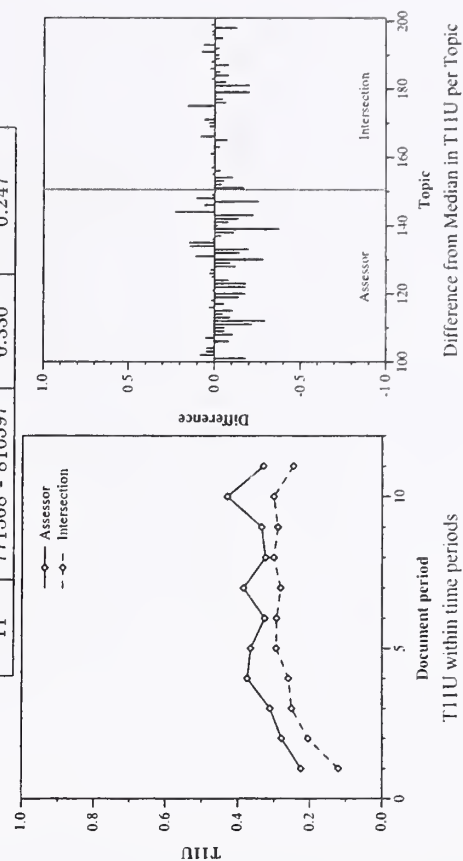 11 771508 - 810597 0.330 0.247
T11U
1.0
0.8
0.6
0.4
0.2
0.0
Assessor
Intersection
0 5 10
Document period
T11U within time periods
Difference
1.0
0.5
0.0
-0.5
-1.0
Assessor Intersection
100 120 140 160 180 200
Topic
Difference from Median in T11U per Topic